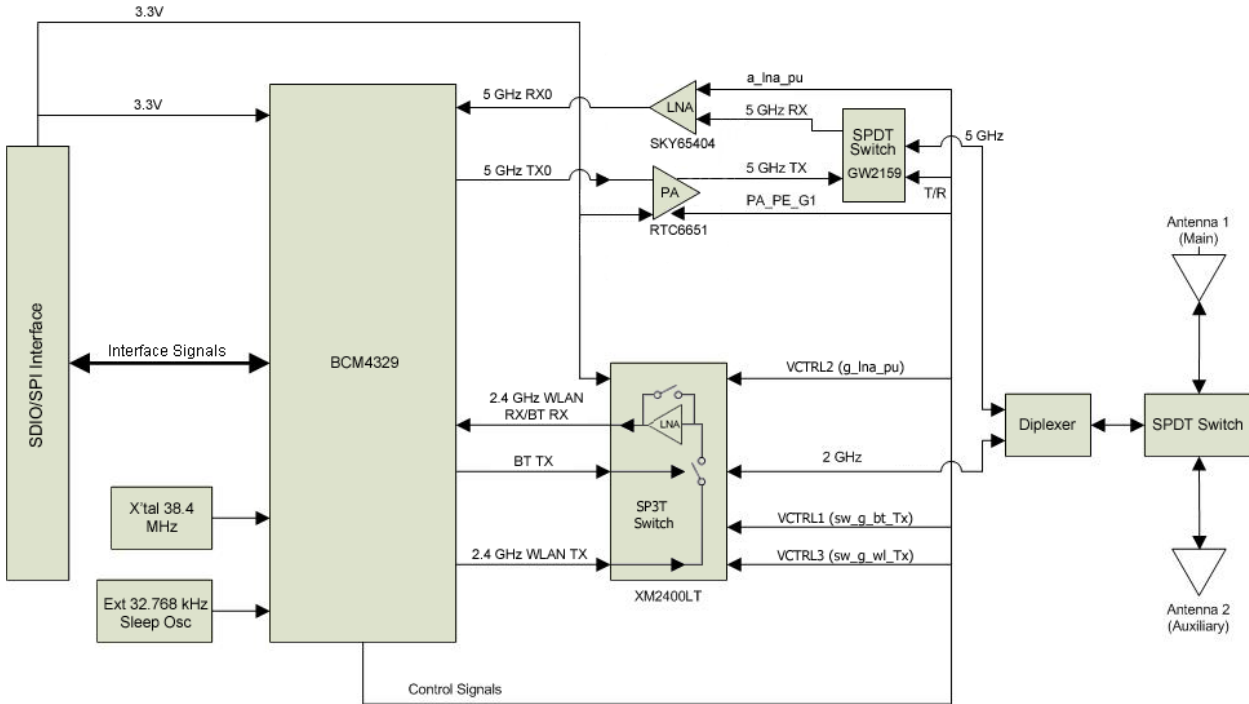 3.3V
3.3V
5 GHz RX0
LNA
SKY65404
a_lna_pu
5 GHz RX
SPDT
Switch
GW2159
5 GHz
5 GHz TX0
PA
RTC6651
5 GHz TX
T/R
PA_PE_G1
Antenna 1
(Main)
SDIO/SPI Interface
Interface Signals
BCM4329
VCTRL2 (g_lna_pu)
2.4 GHz WLAN
RX/BT RX
LNA
Diplexer
SPDT Switch
BT TX
2 GHz
X'tal 38.4
MHz
SP3T
Switch
VCTRL1 (sw_g_bt_Tx)
2.4 GHz WLAN TX
VCTRL3 (sw_g_wl_Tx)
XM2400LT
Ext 32.768 kHz
Sleep Osc
Antenna 2
(Auxiliary)
Control Signals